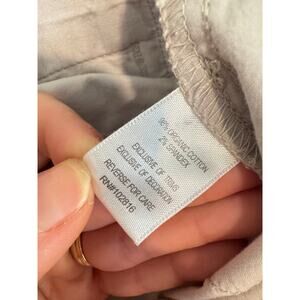 98% ORGANIC COTTON
2% SPANDEX
EXCLUSIVE OF TRIMS
EXCLUSIVE OF DECORATION
REVERSE FOR CARE
RN#102816